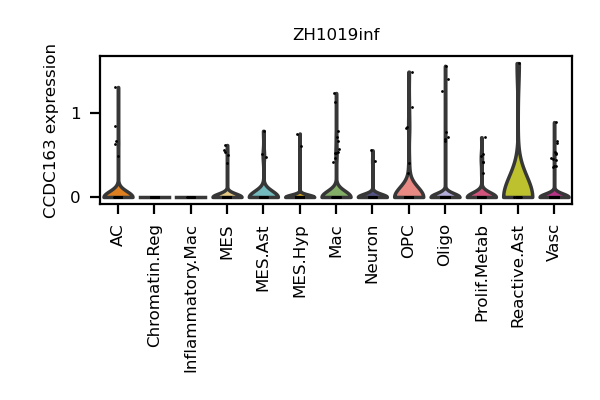 ZH1019inf
CCDC163 expression
1
0
AC
Chromatin.Reg
Inflammatory.Mac
MES
MES.Ast
MES.Hyp
Mac
Neuron
OPC
Oligo
Prolif.Metab
Reactive.Ast
Vasc